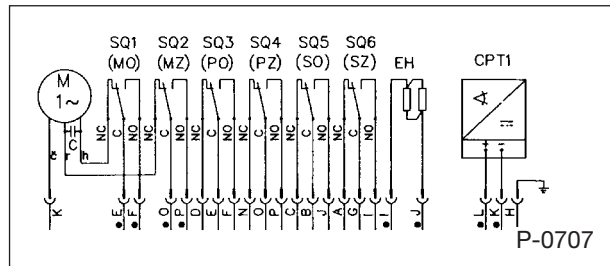 SQ1 SQ2 SQ3 SQ4 SQ5 SQ6
(MO) (MZ) (PO) (PZ) (SO) (SZ) EH CPT1
M
1~
C
č r h NC C NO NC C NO NC C NO NC C NO NC C NO NC C NO
K E F O P D E F N O P C B J A G I I J L K H
P-0707